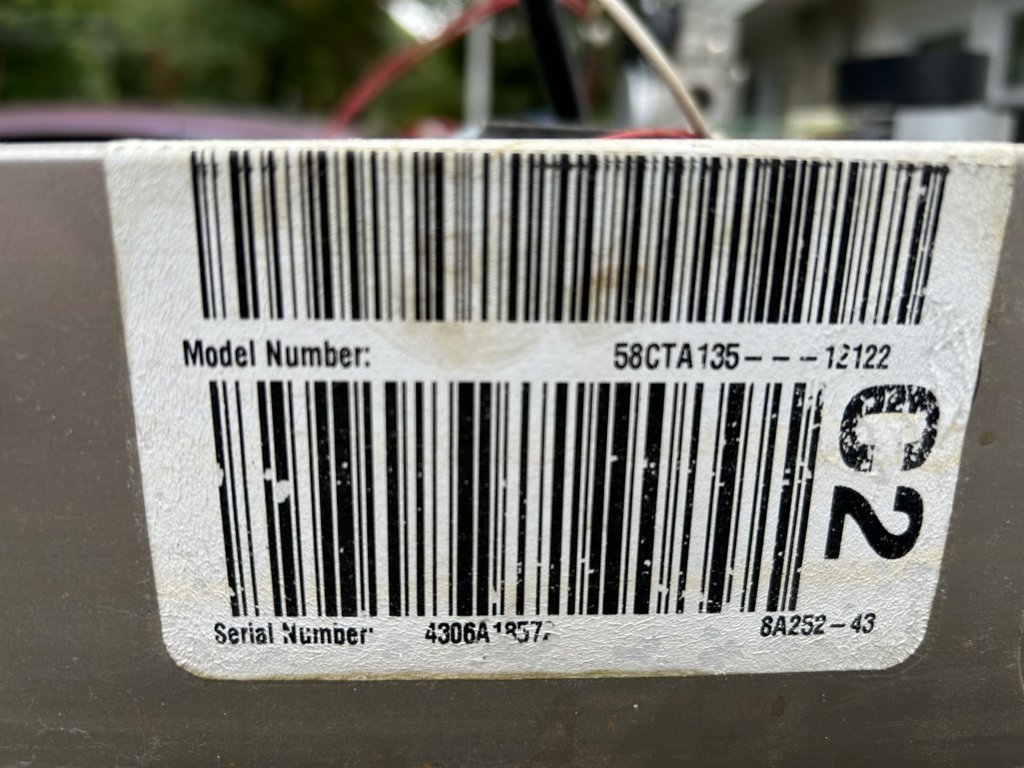 Model Number: 58CTA135---12122
C2
Serial Number: 8A252-43